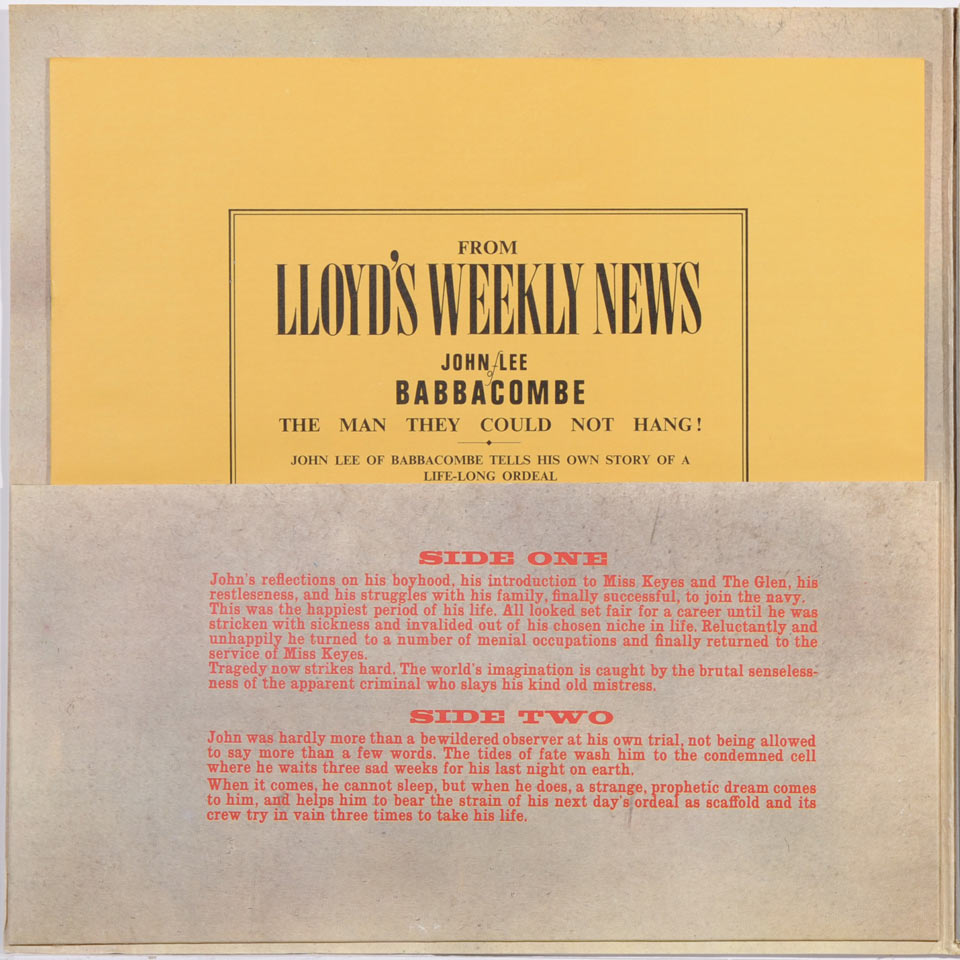 FROM
LLOYD'S WEEKLY NEWS
JOHN LEE
of
BABBACOMBE
THE MAN THEY COULD NOT HANG!
JOHN LEE OF BABBACOMBE TELLS HIS OWN STORY OF A
LIFE-LONG ORDEAL
SIDE ONE
John's reflections on his boyhood, his introduction to Miss Keyes and The Glen, his
restlessness, and his struggles with his family, finally successful, to join the navy.
This was the happiest period of his life. All looked set fair for a career until he was
stricken with sickness and invalided out of his chosen niche in life. Reluctantly and
unhappily he turned to a number of menial occupations and finally returned to the
service of Miss Keyes.
Tragedy now strikes hard. The world's imagination is caught by the brutal senseless-
ness of the apparent criminal who slays his kind old mistress.
SIDE TWO
John was hardly more than a bewildered observer at his own trial, not being allowed
to say more than a few words. The tides of fate wash him to the condemned cell
where he waits three sad weeks for his last night on earth.
When it comes, he cannot sleep, but when he does, a strange, prophetic dream comes
to him, and helps him to bear the strain of his next day's ordeal as scaffold and its
crew try in vain three times to take his life.